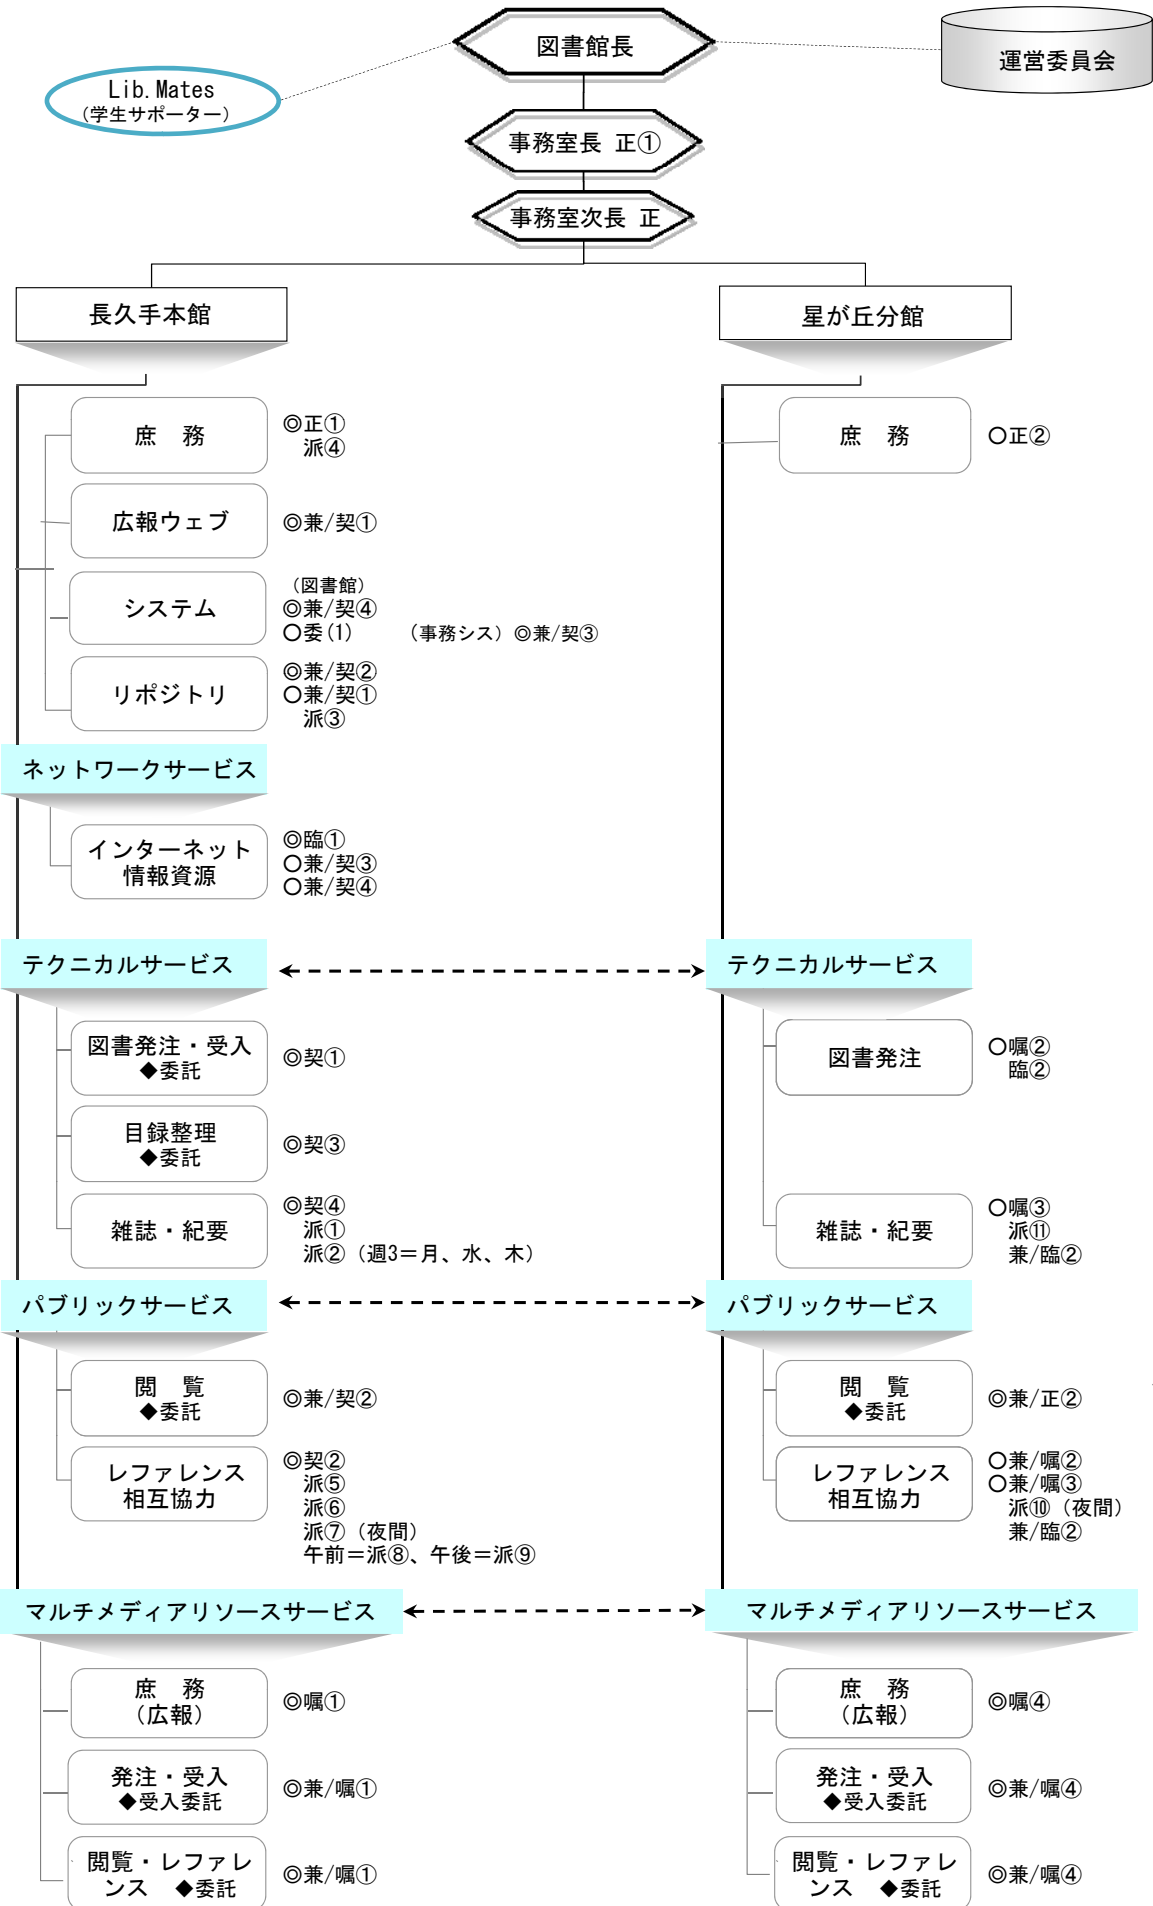 図書館長
運営委員会
Lib.Mates
(学生サポーター)
事務室長 正①
事務室次長 正
長久手本館
星が丘分館
庶 務
◎正①
派④
庶 務
○正②
広報ウェブ
◎兼/契①
システム
(図書館)
◎兼/契④
○委(1) (事務シス) ◎兼/契③
リポジトリ
◎兼/契②
○兼/契①
派③
ネットワークサービス
インターネット
情報資源
◎臨①
○兼/契③
○兼/契④
テクニカルサービス
テクニカルサービス
図書発注・受入
◆委託
◎契①
図書発注
○嘱②
臨②
目録整理
◆委託
◎契③
雑誌・紀要
◎契④
派①
派② (週3=月、水、木)
雑誌・紀要
○嘱③
派⑪
兼/臨②
パブリックサービス
パブリックサービス
閲 覧
◆委託
◎兼/契②
閲 覧
◆委託
◎兼/正②
レファレンス
相互協力
◎契②
派⑤
派⑥
派⑦ (夜間)
午前=派⑧、午後=派⑨
レファレンス
相互協力
○兼/嘱②
○兼/嘱③
派⑩ (夜間)
兼/臨②
マルチメディアリソースサービス
マルチメディアリソースサービス
庶 務
(広報)
◎嘱①
庶 務
(広報)
◎嘱④
発注・受入
◆受入委託
◎兼/嘱①
発注・受入
◆受入委託
◎兼/嘱④
閲覧・レファレ
ンス ◆委託
◎兼/嘱①
閲覧・レファレ
ンス ◆委託
◎兼/嘱④